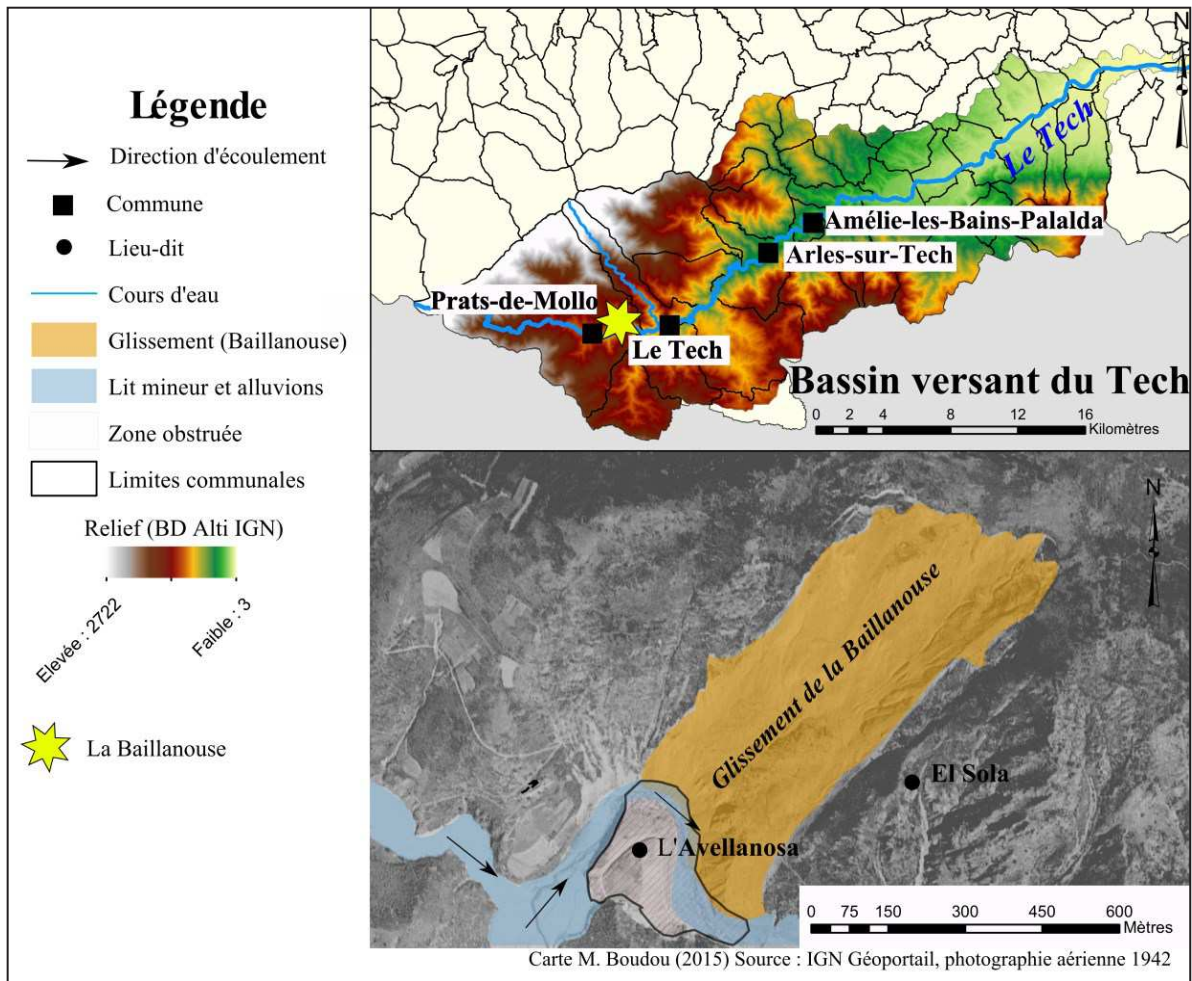 Légende
Direction d'écoulement
Commune
Lieu-dit
Cours d'eau
Glissement (Baillanouse)
Lit mineur et alluvions
Zone obstruée
Limites communales
Relief (BD Alti IGN)
Elevée : 2722
Faible : 3
La Baillanouse
N
Le Tech
Amélie-les-Bains-Palalda
Arles-sur-Tech
Prats-de-Mollo
Le Tech
Bassin versant du Tech
0 2 4 8 12 16
Kilomètres
N
Glissement de la Baillanouse
El Sola
L'Avellanosa
0 75 150 300 450 600
Mètres
Carte M. Boudou (2015) Source : IGN Géoportail, photographie aérienne 1942